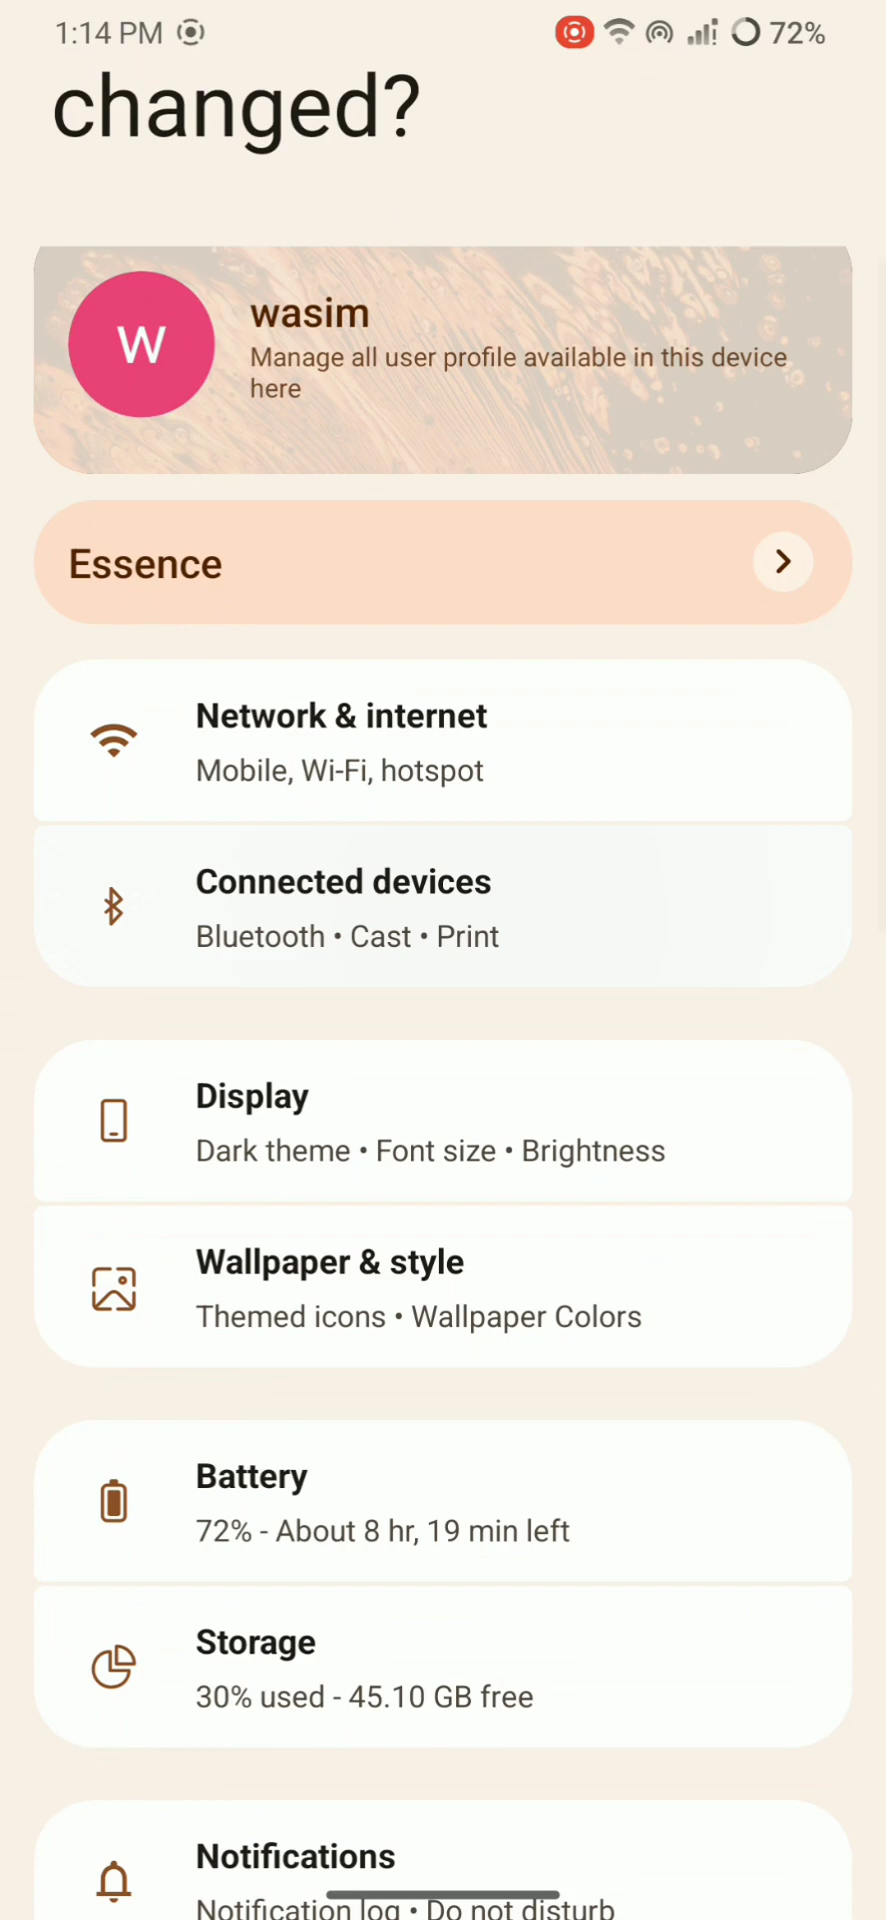 1:14 PM 72%
changed?
W
wasim
Manage all user profile available in this device
here
Essence
Network & internet
Mobile, Wi-Fi, hotspot
Connected devices
Bluetooth • Cast • Print
Display
Dark theme • Font size • Brightness
Wallpaper & style
Themed icons • Wallpaper Colors
Battery
72% - About 8 hr, 19 min left
Storage
30% used - 45.10 GB free
Notifications
Notification log • Do not disturb